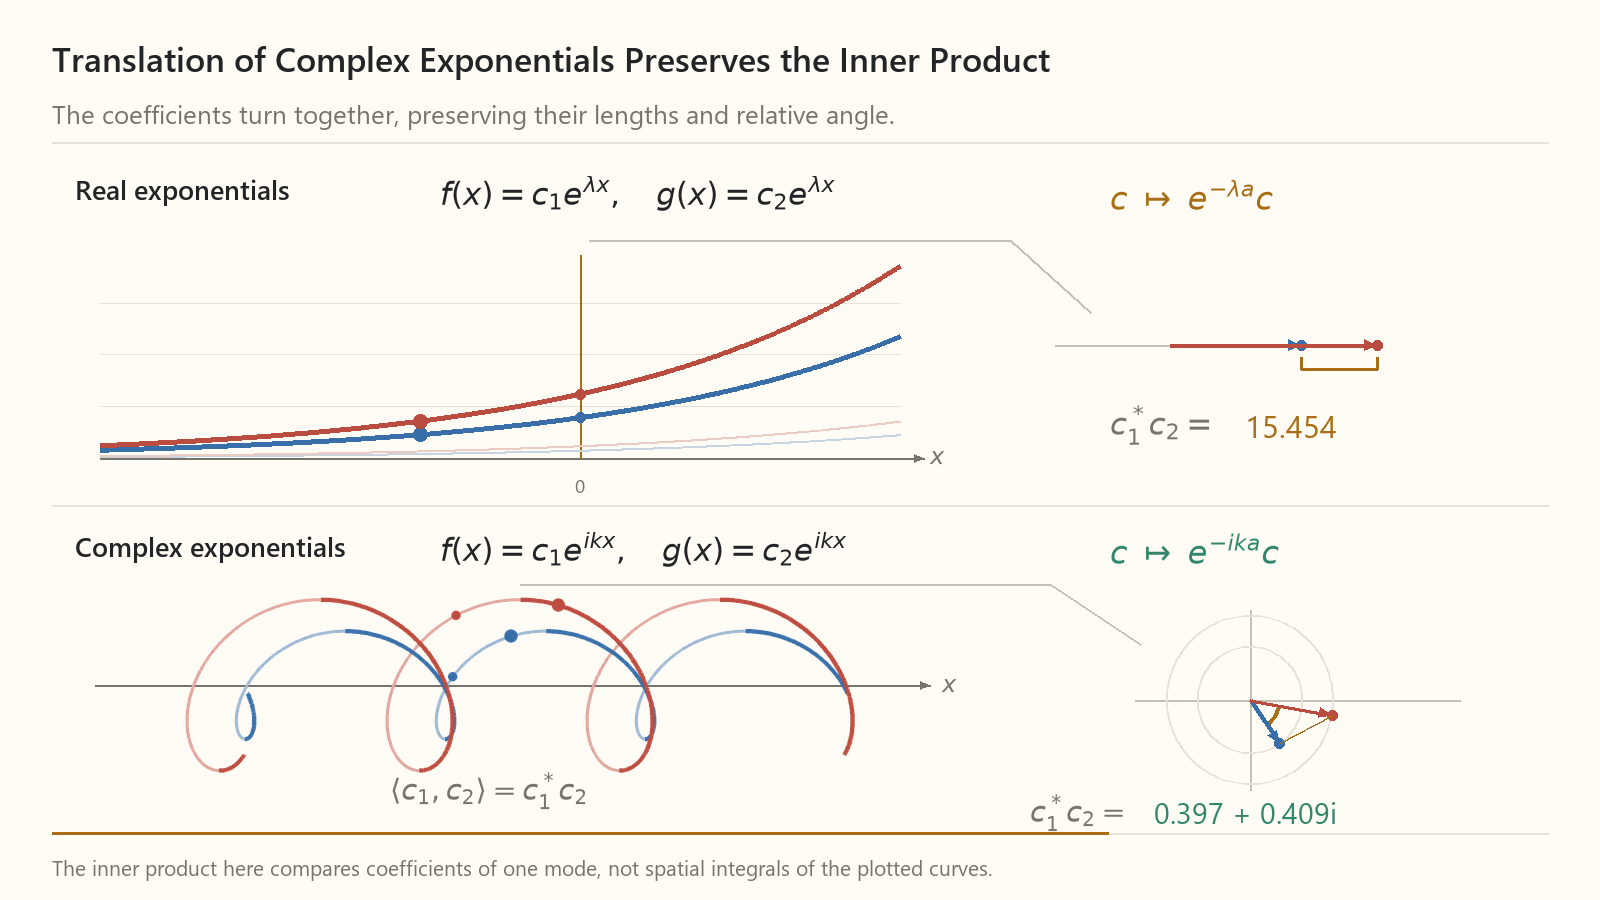 Translation of Complex Exponentials Preserves the Inner Product
The coefficients turn together, preserving their lengths and relative angle.
Real exponentials
f(x) = c₁e^{λx},   g(x) = c₂e^{λx}
c ↦ e^{−λa}c
c₁* c₂ = 15.454
x
0
Complex exponentials
f(x) = c₁e^{ikx},   g(x) = c₂e^{ikx}
c ↦ e^{−ika}c
x
⟨c₁, c₂⟩ = c₁* c₂
c₁* c₂ = 0.397 + 0.409i
The inner product here compares coefficients of one mode, not spatial integrals of the plotted curves.